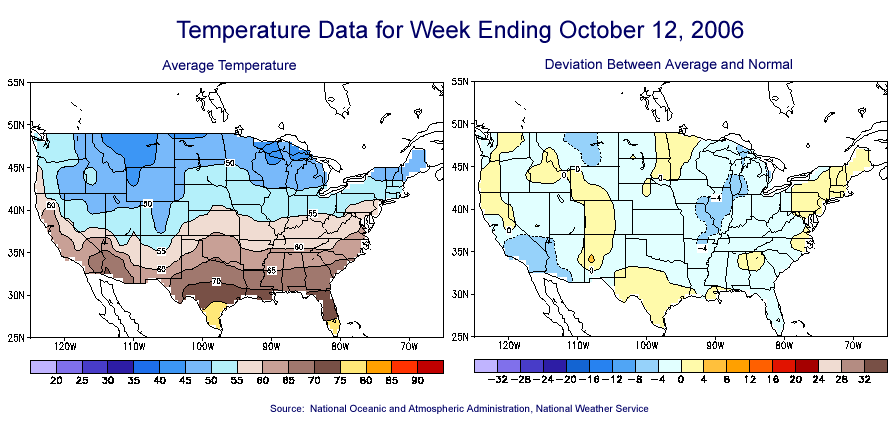 Temperature Data for Week Ending October 12, 2006
Average Temperature
Deviation Between Average and Normal
55N
50N
45N
40N
35N
30N
25N
50
60
50
55
55
60
60
65
70
120W
110W
100W
90W
80W
70W
20 25 30 35 40 45 50 55 60 65 70 75 80 85 90
55N
50N
45N
40N
35N
30N
25N
0
0
0
0
0
-4
-4
120W
110W
100W
90W
80W
70W
-32 -28 -24 -20 -16 -12 -8 -4 0 4 8 12 16 20 24 28 32
Source: National Oceanic and Atmospheric Administration, National Weather Service